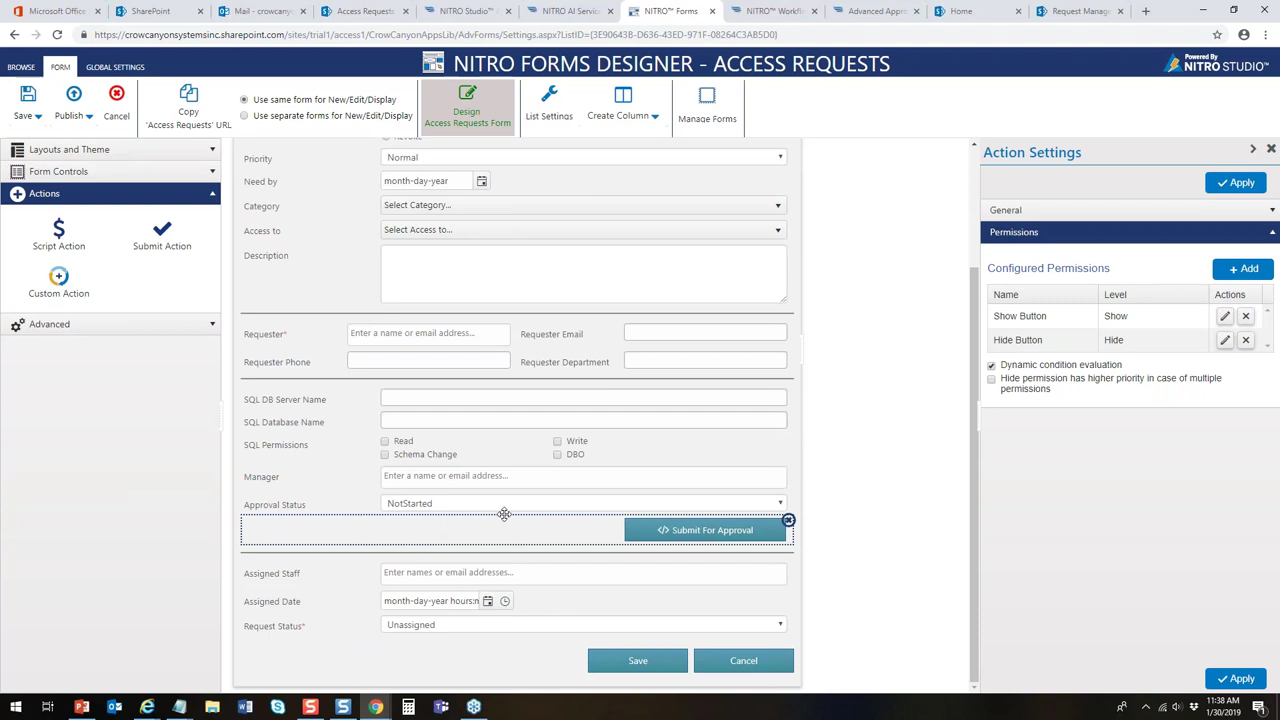 Microsoft Office
SharePoint
Mail - crowcany
Access Requests
NITRO Studio™
NITRO AI Service
NITRO™ Forms
NITRO™ Workfl
Advanced Appro
Home
Request Manag
https://crowcanyonsystemsinc.sharepoint.com/sites/trial1/access1/CrowCanyonAppsLib/AdvForms/Settings.aspx?ListID={3E90643B-D636-43ED-971F-08264C3BA5D0}
NITRO FORMS DESIGNER - ACCESS REQUESTS
Powered By
NITRO STUDIO™
BROWSE
FORM
GLOBAL SETTINGS
Save
Publish
Cancel
Copy
'Access Requests' URL
Use same form for New/Edit/Display
Use separate forms for New/Edit/Display
Design
Access Requests Form
List Settings
Create Column
Manage Forms
Layouts and Theme
Form Controls
Actions
Script Action
Submit Action
Custom Action
Advanced
Priority
Normal
Need by
month-day-year
Category
Select Category...
Access to
Select Access to...
Description
Requester*
Enter a name or email address...
Requester Email
Requester Phone
Requester Department
SQL DB Server Name
SQL Database Name
SQL Permissions
Read
Write
Schema Change
DBO
Manager
Enter a name or email address...
Approval Status
NotStarted
</> Submit For Approval
Assigned Staff
Enter names or email addresses...
Assigned Date
month-day-year hours:m
Request Status*
Unassigned
Save
Cancel
Action Settings
Apply
General
Permissions
Configured Permissions
+ Add
Name
Level
Actions
Show Button
Show
Hide Button
Hide
Dynamic condition evaluation
Hide permission has higher priority in case of multiple
permissions
Apply
11:38 AM
1/30/2019